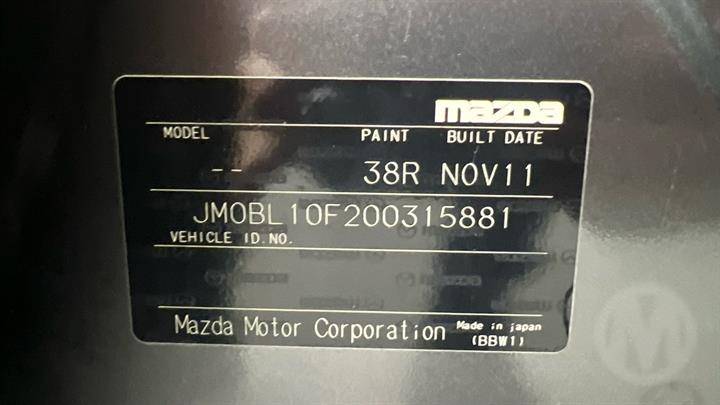 mazda
MODEL PAINT BUILT DATE
-- 38R NOV11
JM0BL10F200315881
VEHICLE ID.NO.
Mazda Motor Corporation Made in japan
(BBW1)